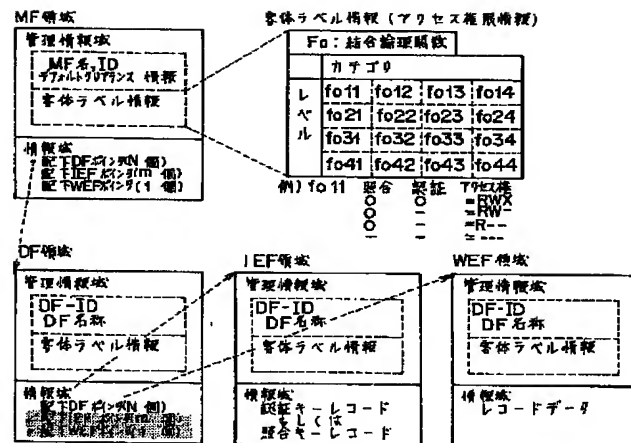 MF領域
管理情報域
MF名,ID
デフォルトクリアランス 情報
客体ラベル情報
情報域
配下DFポインタ(N 個)
配下IEFポインタ(m 個)
配下WEFポインタ(1 個)
客体ラベル情報 (アクセス権限情報)
Fo:結合論理関数
カテゴリ
レベル
fo11 fo12 fo13 fo14
fo21 fo22 fo23 fo24
fo31 fo32 fo33 fo34
fo41 fo42 fo43 fo44
例) fo11 照合 認証 アクセス権
○ ○ =RWX
○ - =RW-
○ - =R--
- - =---
DF領域
管理情報域
DF-ID
DF名称
客体ラベル情報
情報域
配下DFポインタ(N 個)
IEF領域
管理情報域
DF-ID
DF名称
客体ラベル情報
情報域
認証キーレコード
もしくは
照合キーレコード
WEF領域
管理情報域
DF-ID
DF名称
客体ラベル情報
情報域
レコードデータ